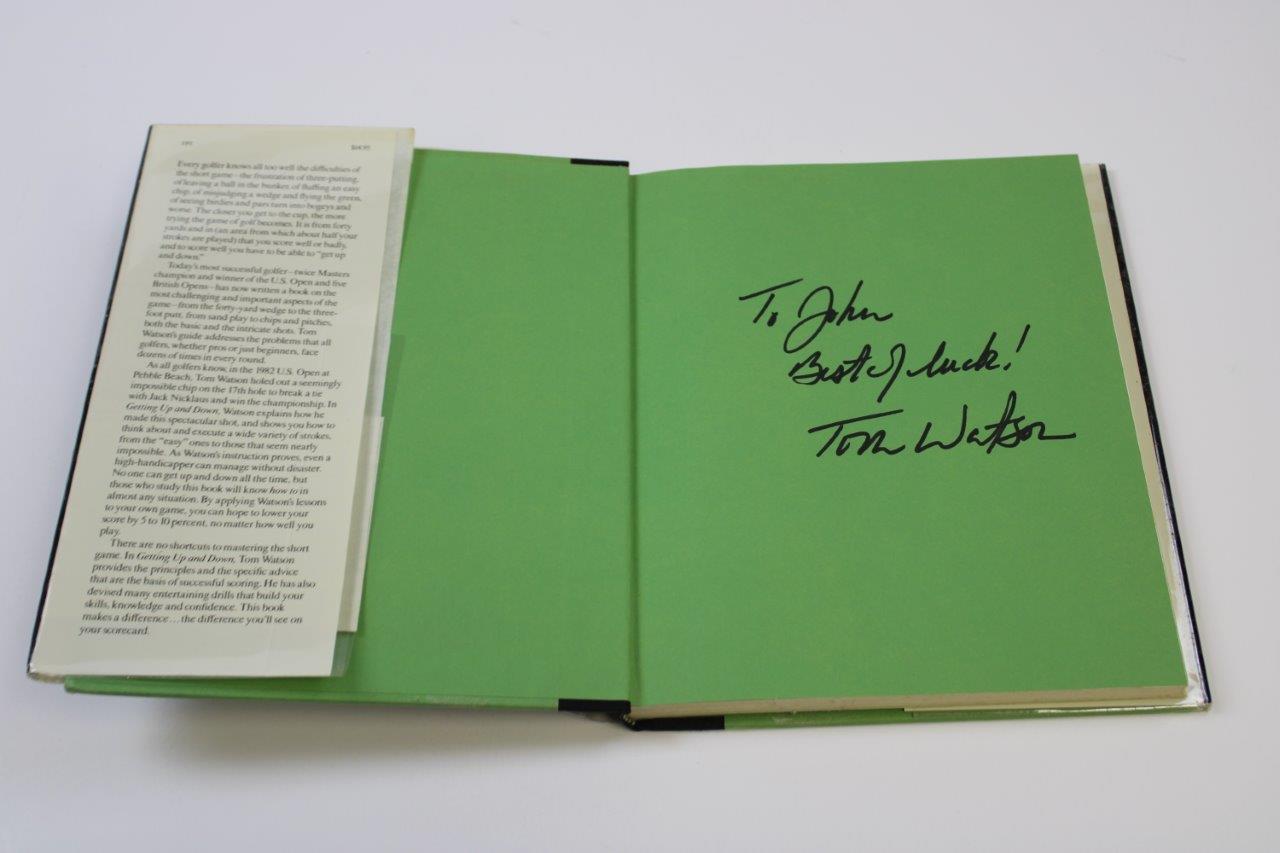 $14.95
Every golfer knows all too well the difficulties of
the short game—the frustration of three-putting,
of leaving a ball in the bunker, of fluffing an easy
chip, of misjudging a wedge and flying the green,
of seeing birdies and pars turn into bogeys and
worse. The closer you get to the cup, the more
trying the game of golf becomes. It is from forty
yards and in (an area from which about half your
strokes are played) that you score well or badly,
and to score well you have to be able to "get up
and down."
Today's most successful golfer—twice Masters
champion and winner of the U.S. Open and five
British Opens—has now written a book on the
most challenging and important aspects of the
game—from the forty-yard wedge to the three-
foot putt, from sand play to chips and pitches,
both the basic and the intricate shots. Tom
Watson's guide addresses the problems that all
golfers, whether pros or just beginners, face
dozens of times in every round.
As all golfers know, in the 1982 U.S. Open at
Pebble Beach, Tom Watson holed out a seemingly
impossible chip on the 17th hole to break a tie
with Jack Nicklaus and win the championship. In
Getting Up and Down, Watson explains how he
made this spectacular shot, and shows you how to
think about and execute a wide variety of strokes,
from the "easy" ones to those that seem nearly
impossible. As Watson's instruction proves, even a
high-handicapper can manage without disaster.
No one can get up and down all the time, but
those who study this book will know how to in
almost any situation. By applying Watson's lessons
to your own game, you can hope to lower your
score by 5 to 10 percent, no matter how well you
play.
There are no shortcuts to mastering the short
game. In Getting Up and Down, Tom Watson
provides the principles and the specific advice
that are the basis of successful scoring. He has also
devised many entertaining drills that build your
skills, knowledge and confidence. This book
makes a difference...the difference you'll see on
your scorecard.
To John
Best of luck!
Tom Watson